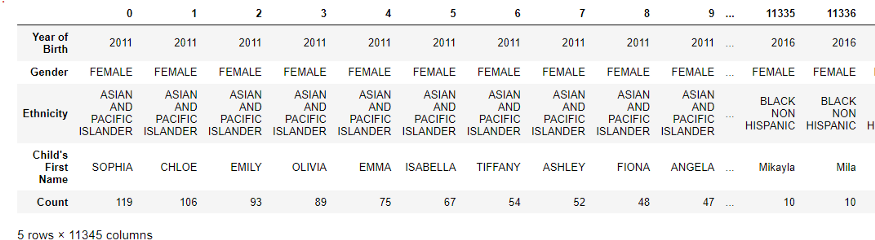 0 1 2 3 4 5 6 7 8 9 ... 11335 11336
Year of
Birth 2011 2011 2011 2011 2011 2011 2011 2011 2011 2011 ... 2016 2016
Gender FEMALE FEMALE FEMALE FEMALE FEMALE FEMALE FEMALE FEMALE FEMALE FEMALE ... FEMALE FEMALE
ASIAN ASIAN ASIAN ASIAN ASIAN ASIAN ASIAN ASIAN ASIAN ASIAN
AND AND AND AND AND AND AND AND AND AND BLACK BLACK
Ethnicity PACIFIC PACIFIC PACIFIC PACIFIC PACIFIC PACIFIC PACIFIC PACIFIC PACIFIC PACIFIC ... NON NON
ISLANDER ISLANDER ISLANDER ISLANDER ISLANDER ISLANDER ISLANDER ISLANDER ISLANDER ISLANDER HISPANIC HISPANIC
Child's
First SOPHIA CHLOE EMILY OLIVIA EMMA ISABELLA TIFFANY ASHLEY FIONA ANGELA ... Mikayla Mila
Name
Count 119 106 93 89 75 67 54 52 48 47 ... 10 10
5 rows × 11345 columns